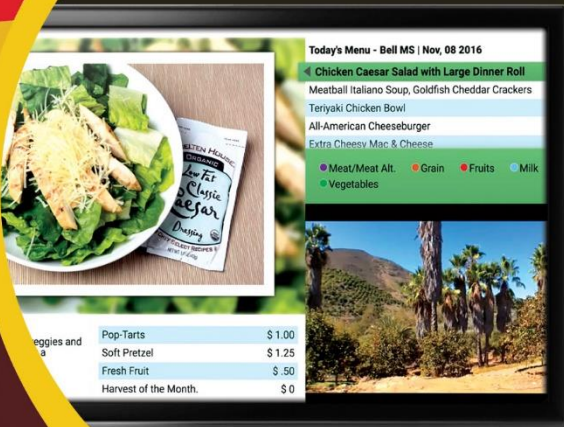 Today's Menu - Bell MS | Nov, 08 2016
Chicken Caesar Salad with Large Dinner Roll
Meatball Italiano Soup, Goldfish Cheddar Crackers
Teriyaki Chicken Bowl
All-American Cheeseburger
Extra Cheesy Mac & Cheese
Meat/Meat Alt.
Grain
Fruits
Milk
Vegetables
ORGANIC
Low Fat
Classic
Caesar
Dressing
eggies and
a
Pop-Tarts $ 1.00
Soft Pretzel $ 1.25
Fresh Fruit $ .50
Harvest of the Month. $ 0